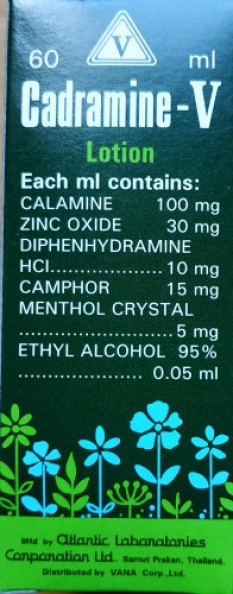 V
60 ml
Cadramine-V
Lotion
Each ml contains:
CALAMINE 100 mg
ZINC OXIDE 30 mg
DIPHENHYDRAMINE
HCl.................... 10 mg
CAMPHOR 15 mg
MENTHOL CRYSTAL
........................... 5 mg
ETHYL ALCOHOL 95%
..................... 0.05 ml
Mfd by Atlantic Laboratories
Corporation Ltd. Samut Prakan, Thailand.
Distributed by VANA Corp.,Ltd.